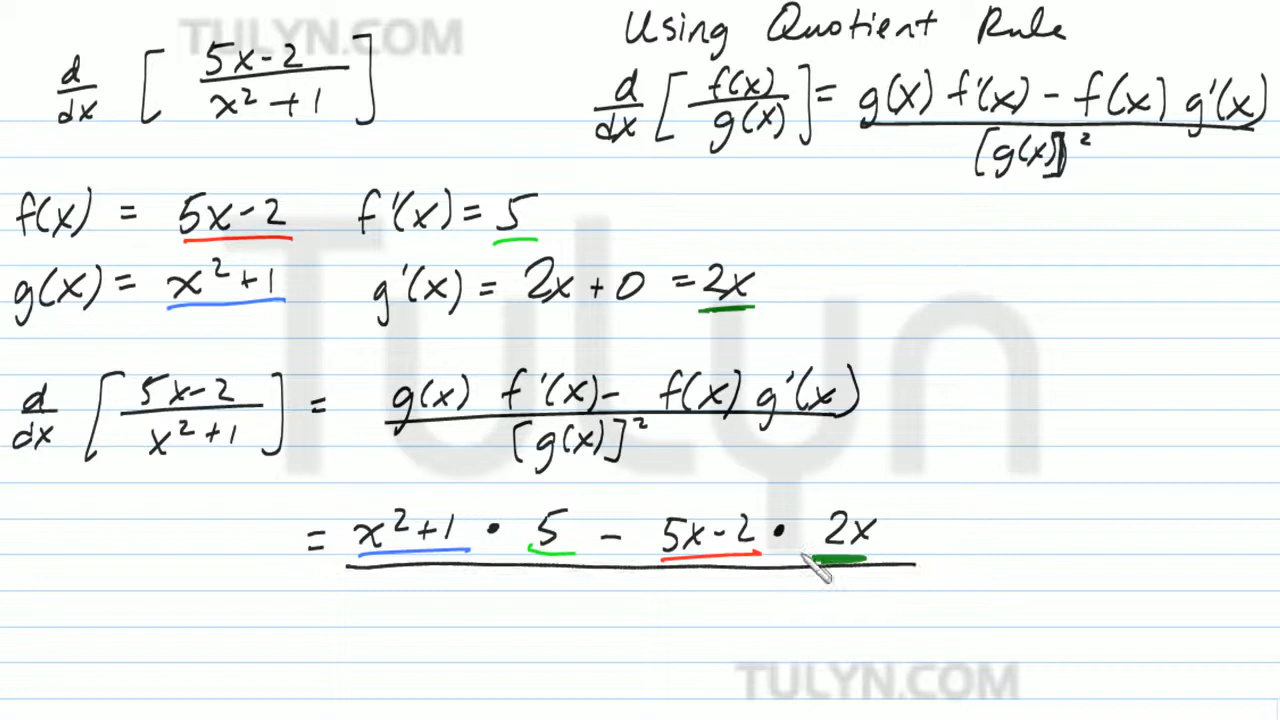 TULYN.COM
Using Quotient Rule
d/dx [ (5x-2)/(x²+1) ]
d/dx [ f(x)/g(x) ] = (g(x) f'(x) - f(x) g'(x))/[g(x)]²
f(x) = 5x-2 f'(x) = 5
g(x) = x²+1 g'(x) = 2x+0 = 2x
Tulyn
d/dx [ (5x-2)/(x²+1) ] = (g(x) f'(x) - f(x) g'(x))/[g(x)]²
= x²+1 • 5 - 5x-2 • 2x
TULYN.COM